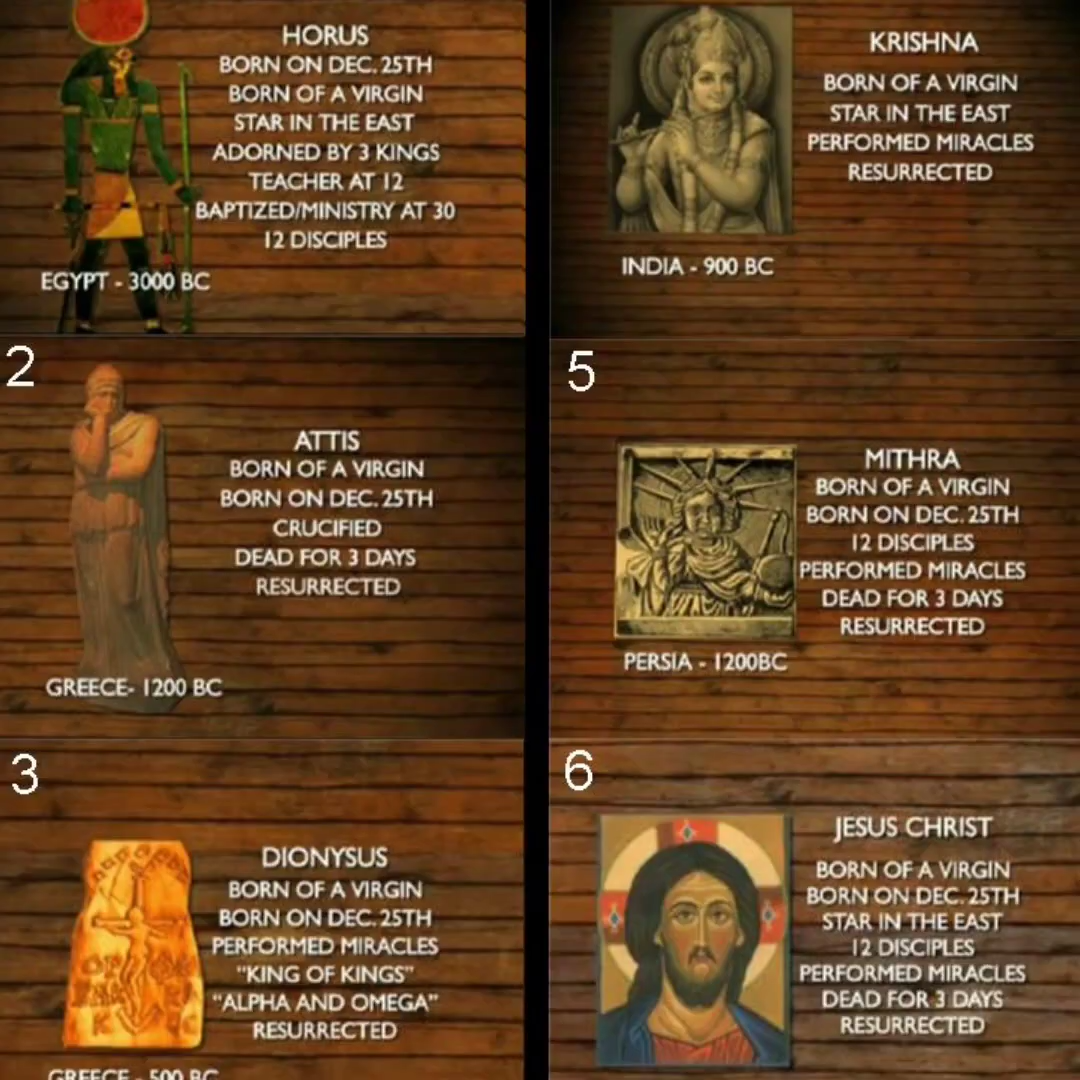 HORUS
BORN ON DEC. 25TH
BORN OF A VIRGIN
STAR IN THE EAST
ADORNED BY 3 KINGS
TEACHER AT 12
BAPTIZED/MINISTRY AT 30
12 DISCIPLES
EGYPT - 3000 BC
2
ATTIS
BORN OF A VIRGIN
BORN ON DEC. 25TH
CRUCIFIED
DEAD FOR 3 DAYS
RESURRECTED
GREECE- 1200 BC
3
DIONYSUS
BORN OF A VIRGIN
BORN ON DEC. 25TH
PERFORMED MIRACLES
"KING OF KINGS"
"ALPHA AND OMEGA"
RESURRECTED
GREECE - 500 BC
KRISHNA
BORN OF A VIRGIN
STAR IN THE EAST
PERFORMED MIRACLES
RESURRECTED
INDIA - 900 BC
5
MITHRA
BORN OF A VIRGIN
BORN ON DEC. 25TH
12 DISCIPLES
PERFORMED MIRACLES
DEAD FOR 3 DAYS
RESURRECTED
PERSIA - 1200BC
6
JESUS CHRIST
BORN OF A VIRGIN
BORN ON DEC. 25TH
STAR IN THE EAST
12 DISCIPLES
PERFORMED MIRACLES
DEAD FOR 3 DAYS
RESURRECTED